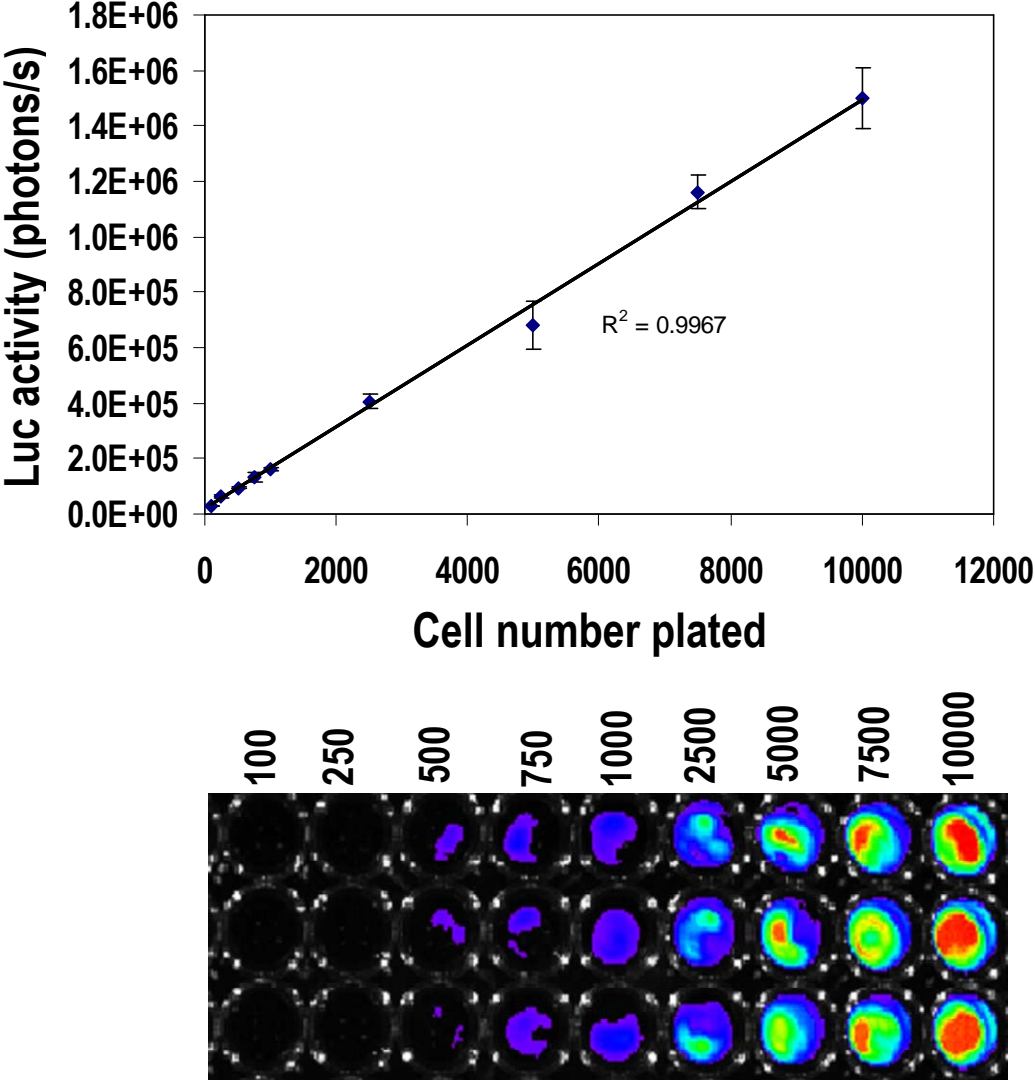 1.8E+06
1.6E+06
1.4E+06
1.2E+06
1.0E+06
8.0E+05
6.0E+05
4.0E+05
2.0E+05
0.0E+00
Luc activity (photons/s)
R² = 0.9967
0 2000 4000 6000 8000 10000 12000
Cell number plated
100 250 500 750 1000 2500 5000 7500 10000